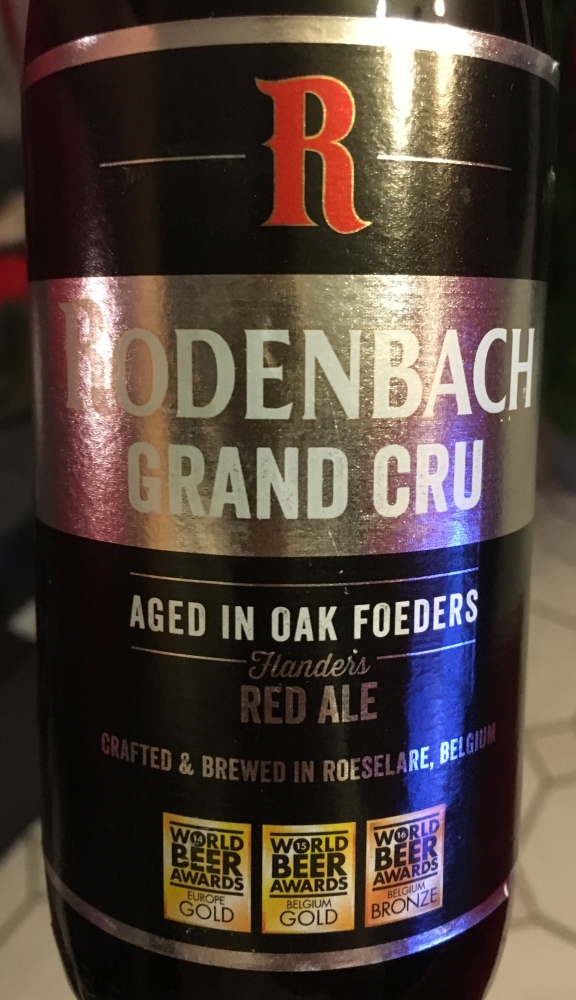 R
RODENBACH
GRAND CRU
AGED IN OAK FOEDERS
Flanders
RED ALE
CRAFTED & BREWED IN ROESELARE, BELGIUM
14
WORLD
BEER
AWARDS
EUROPE
GOLD
15
WORLD
BEER
AWARDS
BELGIUM
GOLD
16
WORLD
BEER
AWARDS
BELGIUM
BRONZE